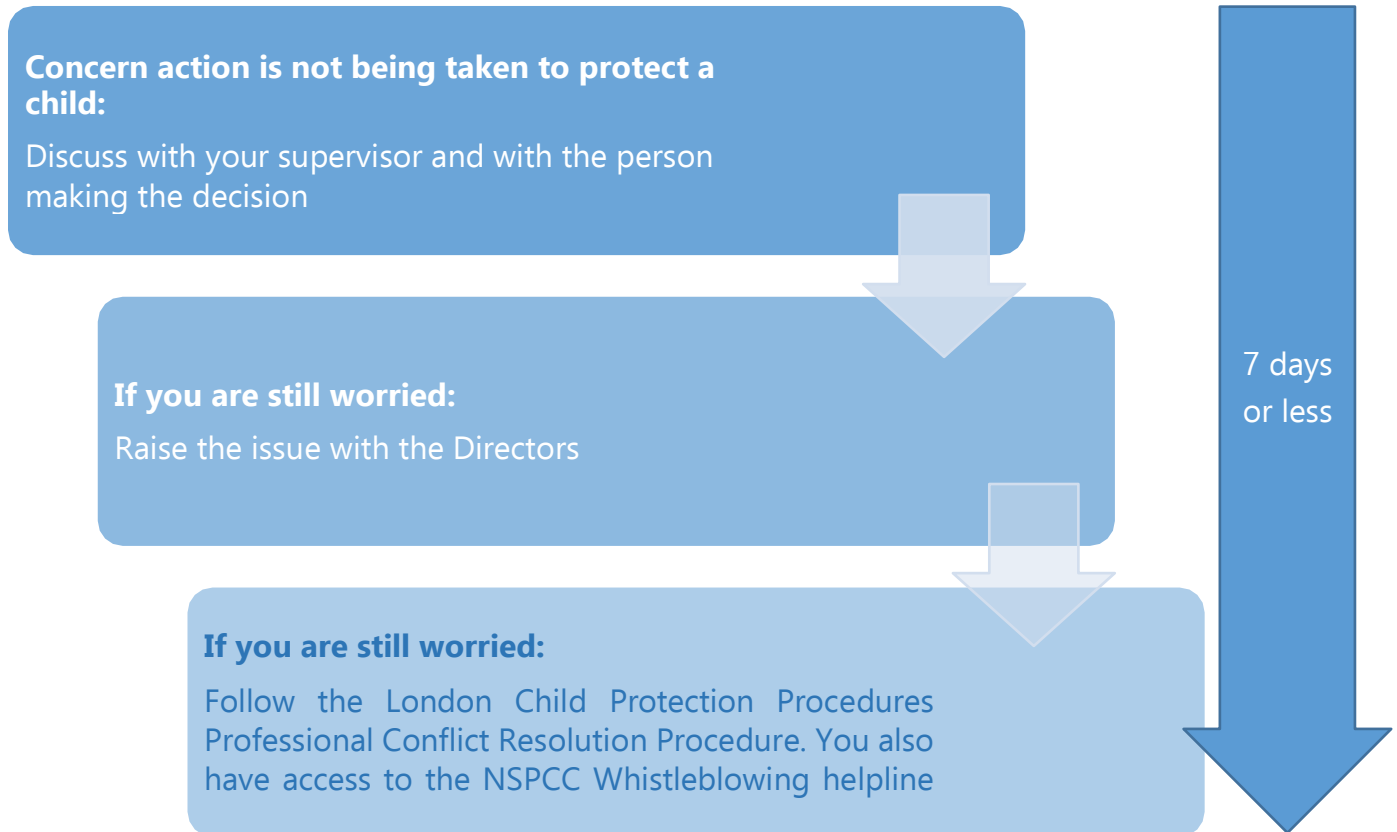 Concern action is not being taken to protect a
child:
Discuss with your supervisor and with the person
making the decision
If you are still worried:
Raise the issue with the Directors
If you are still worried:
Follow the London Child Protection Procedures
Professional Conflict Resolution Procedure. You also
have access to the NSPCC Whistleblowing helpline
7 days
or less